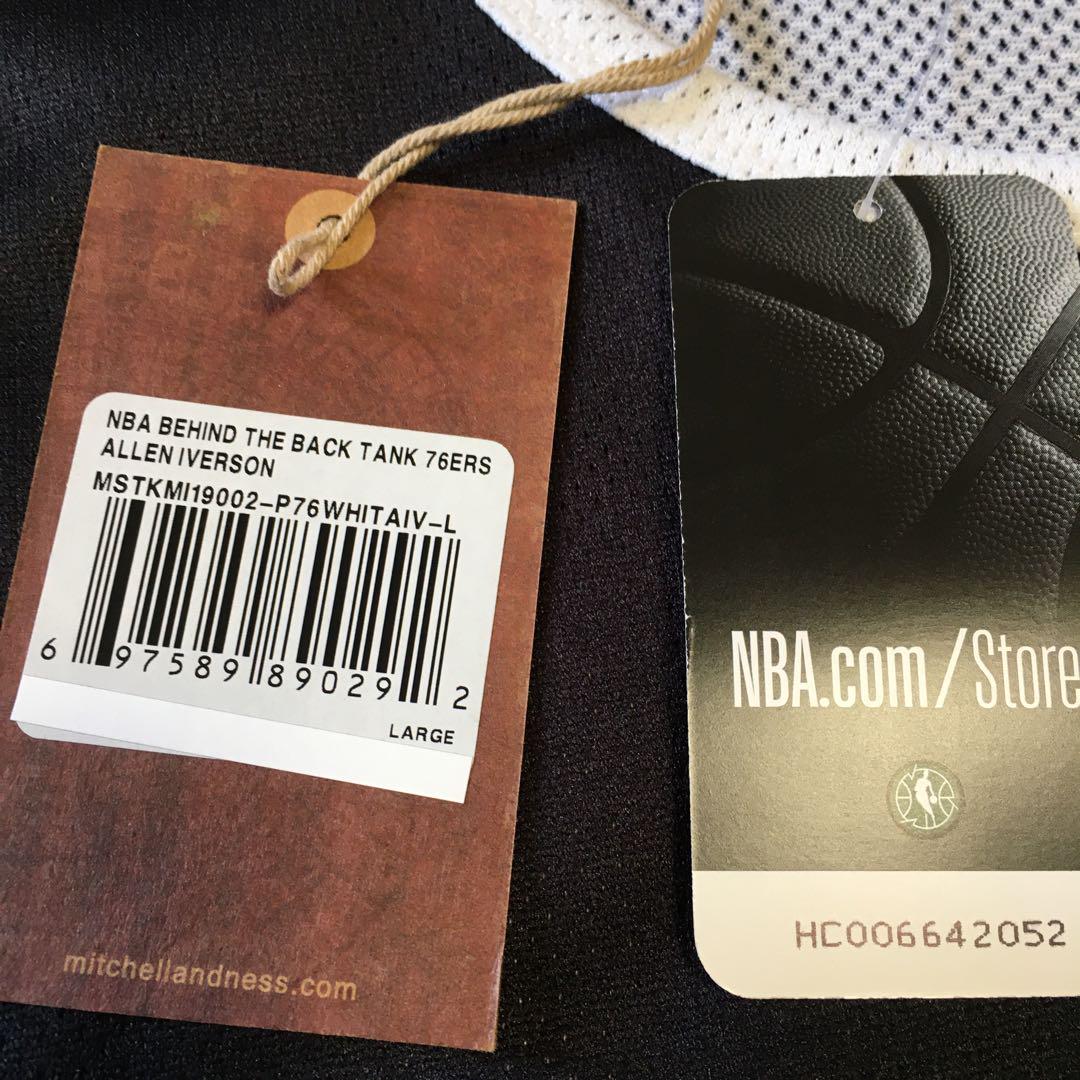 NBA BEHIND THE BACK TANK 76ERS
ALLEN IVERSON
MSTKMI19002-P76WHITAIV-L
6 97589 89029 2
LARGE
mitchellandness.com
NBA.com/Store
HC006642052